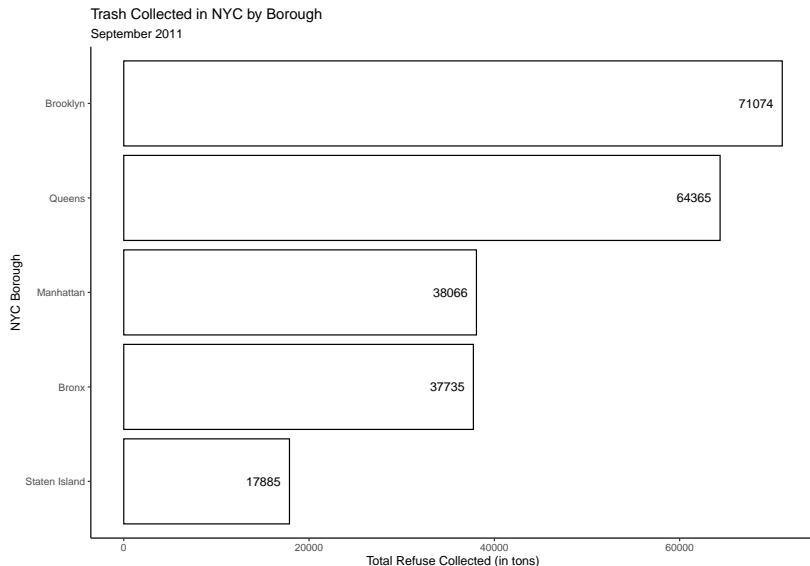 Trash Collected in NYC by Borough
September 2011
NYC Borough
Brooklyn 71074
Queens 64365
Manhattan 38066
Bronx 37735
Staten Island 17885
0 20000 40000 60000
Total Refuse Collected (in tons)